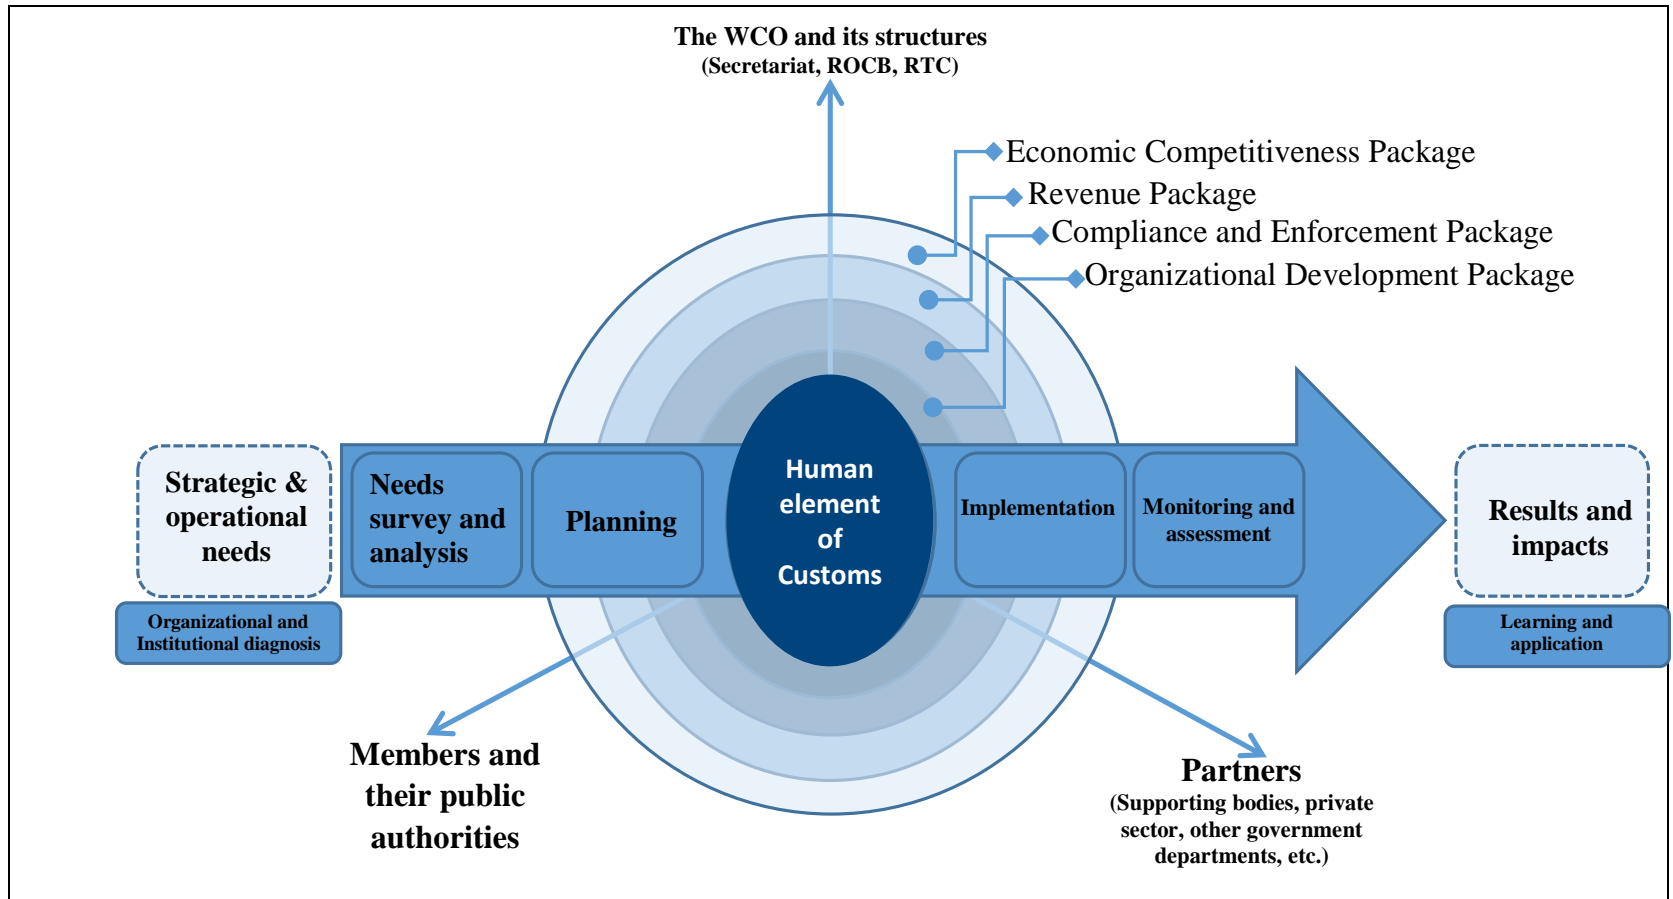 The WCO and its structures
(Secretariat, ROCB, RTC)
Economic Competitiveness Package
Revenue Package
Compliance and Enforcement Package
Organizational Development Package
Strategic &
operational
needs
Organizational and
Institutional diagnosis
Needs
survey and
analysis
Planning
Human
element
of
Customs
Implementation
Monitoring and
assessment
Results and
impacts
Learning and
application
Members and
their public
authorities
Partners
(Supporting bodies, private
sector, other government
departments, etc.)